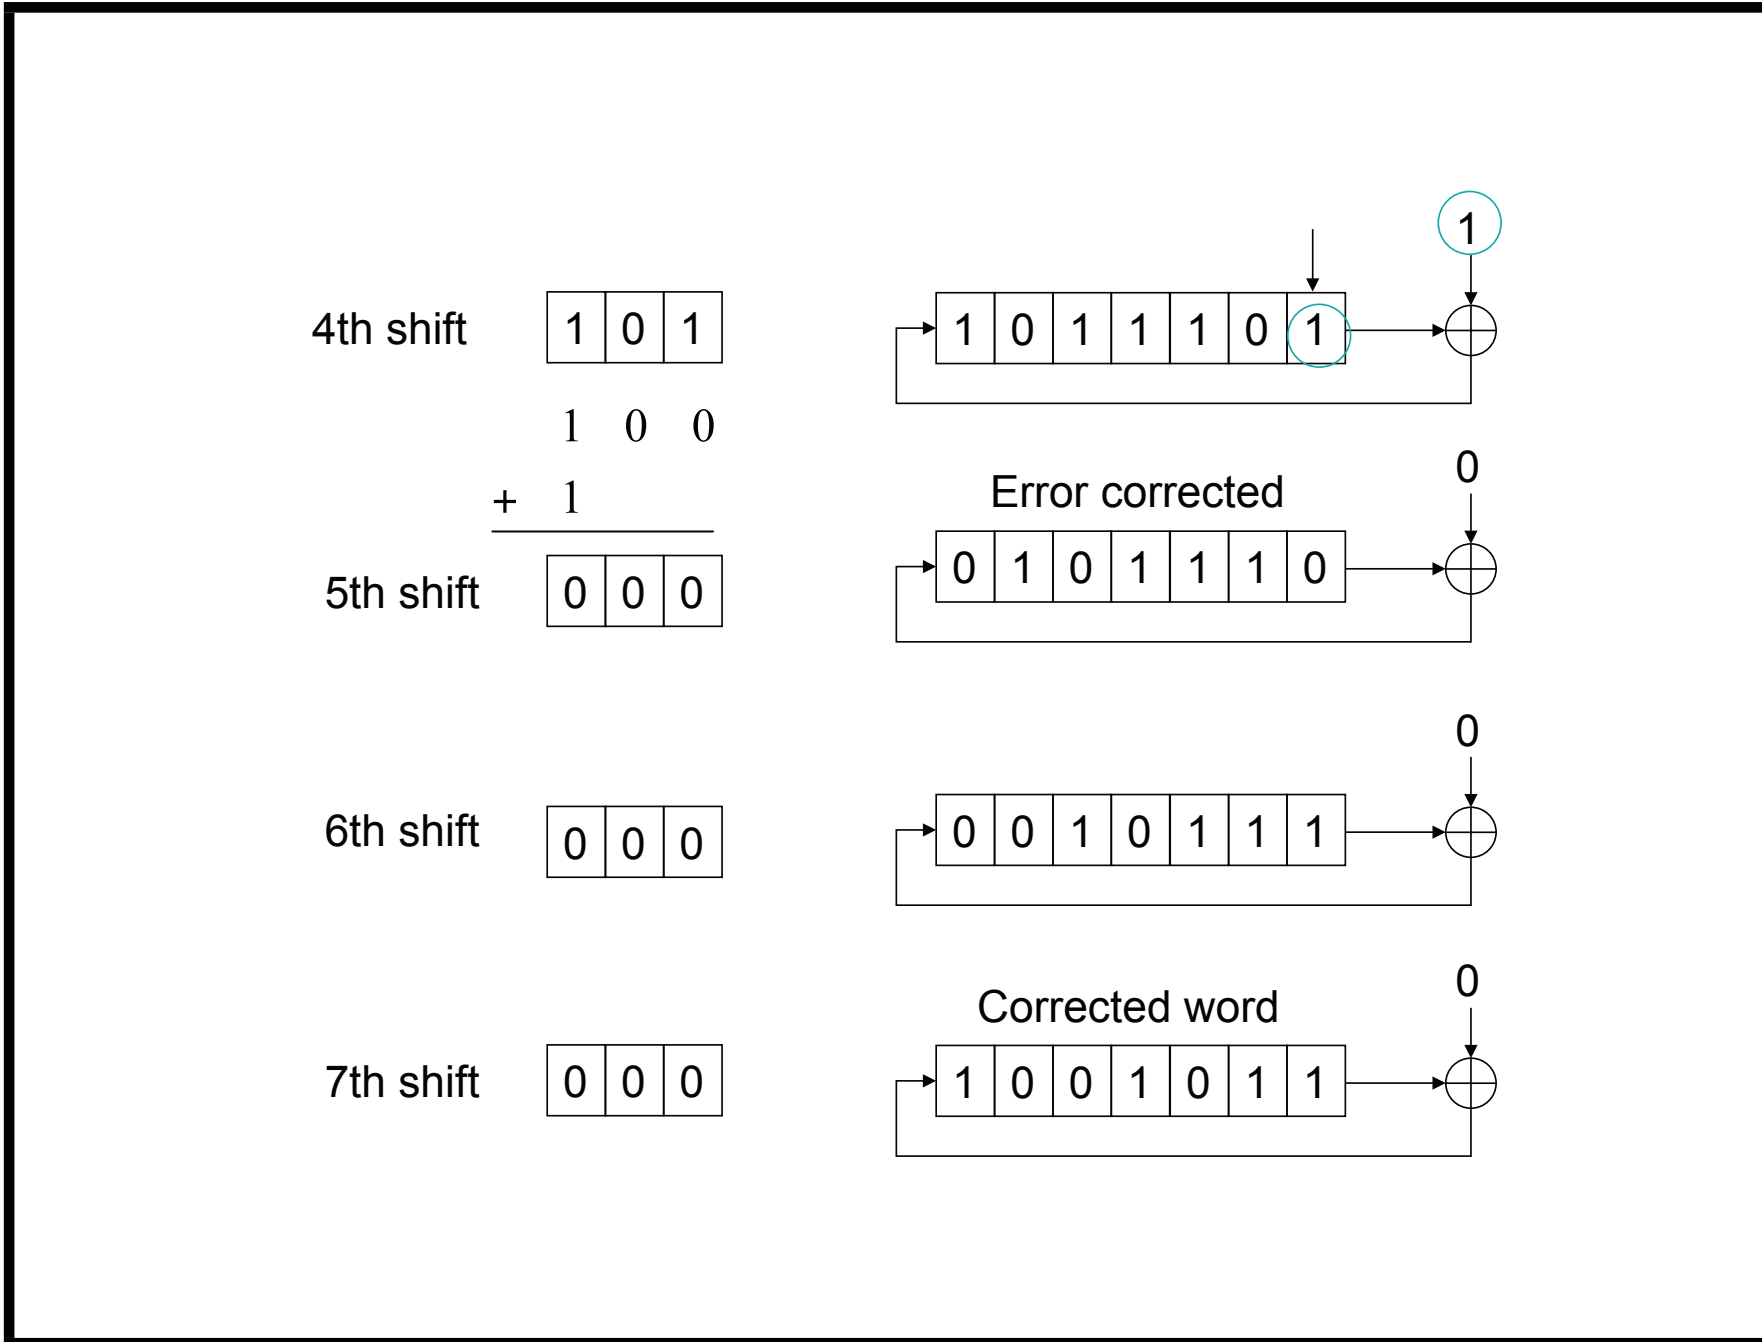 1
4th shift 1 0 1 1 0 1 1 1 0 1
1 0 0
0
+ 1 Error corrected
5th shift 0 0 0 0 1 0 1 1 1 0
0
6th shift 0 0 0 0 0 1 0 1 1 1
0
Corrected word
7th shift 0 0 0 1 0 0 1 0 1 1